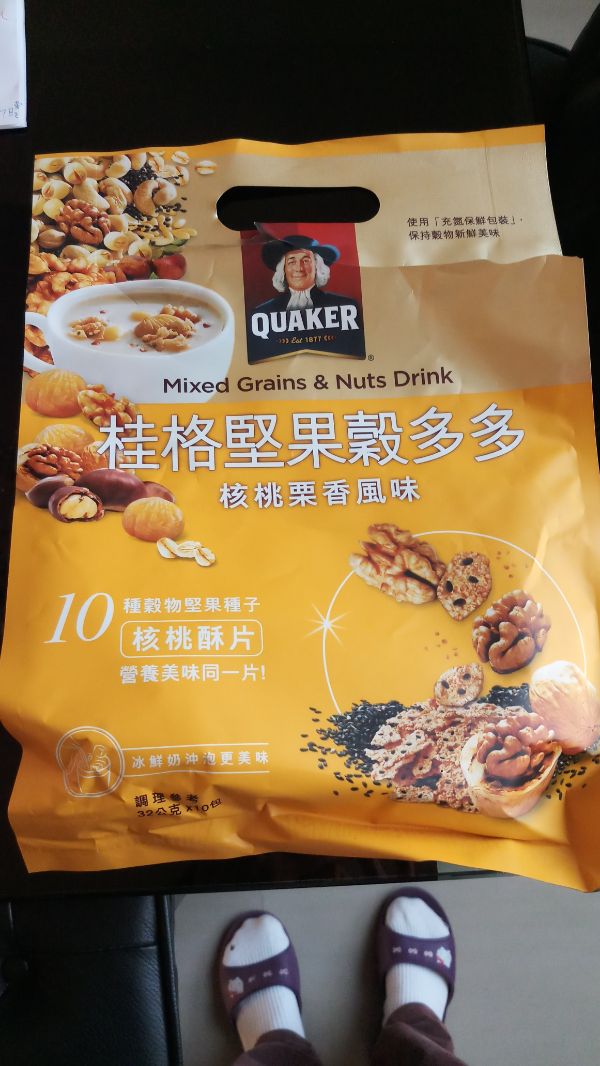 使用「充氮保鮮包裝」,
保持穀物新鮮美味
QUAKER
Est 1877
®
Mixed Grains & Nuts Drink
桂格堅果穀多多
核桃栗香風味
10
種穀物堅果種子
核桃酥片
營養美味同一片!
冰鮮奶沖泡更美味
調理參考
32公克x10包